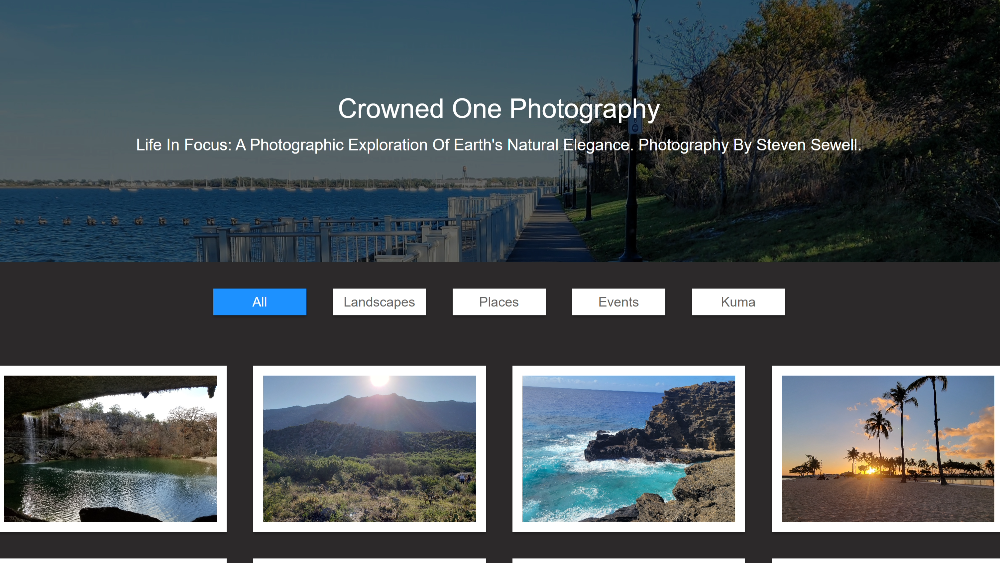 Crowned One Photography
Life In Focus: A Photographic Exploration Of Earth's Natural Elegance. Photography By Steven Sewell.
All
Landscapes
Places
Events
Kuma